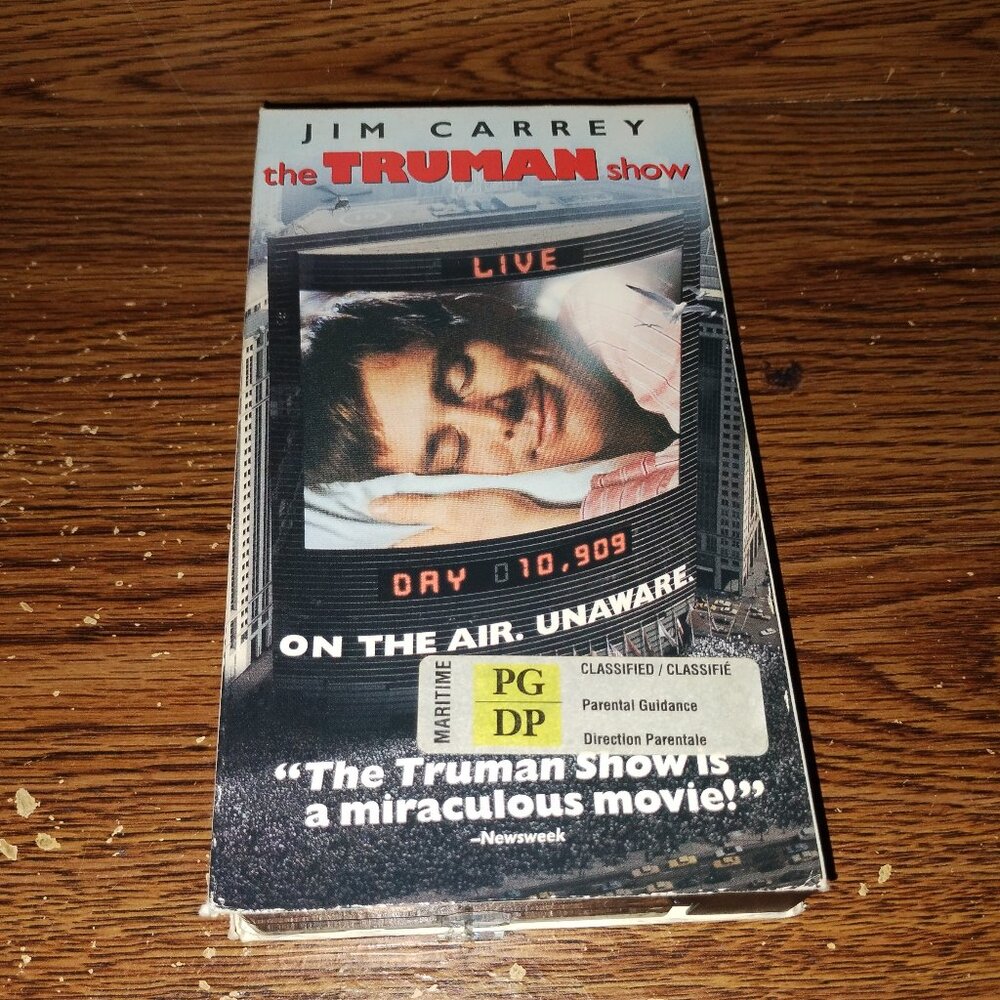 JIM CARREY
the TRUMAN show
LIVE
DAY 010,909
ON THE AIR. UNAWARE.
MARITIME
PG
DP
CLASSIFIED / CLASSIFIÉ
Parental Guidance
Direction Parentale
“The Truman Show is
a miraculous movie!”
–Newsweek